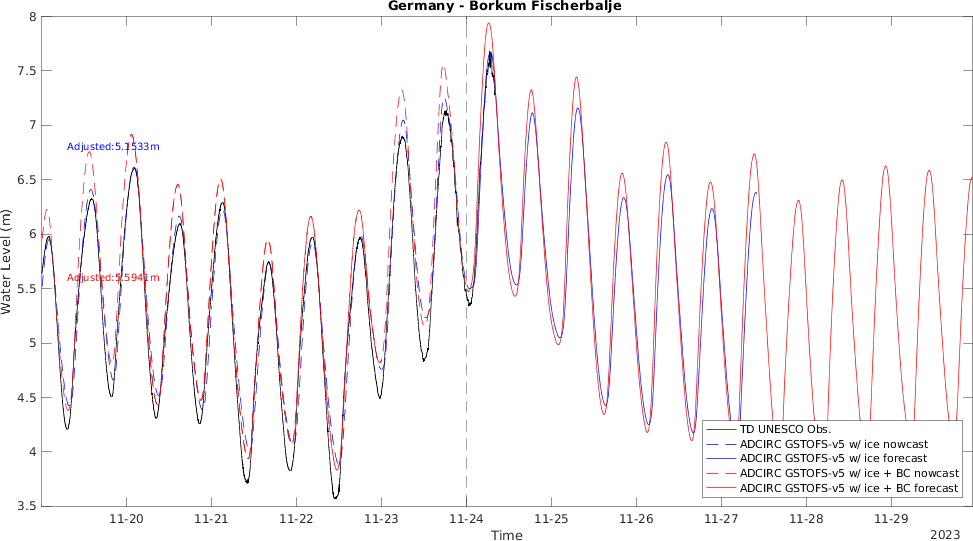 Germany - Borkum Fischerbalje
8
7.5
7
6.5
6
5.5
5
4.5
4
3.5
Water Level (m)
Adjusted:5.1533m
Adjusted:5.5941m
TD UNESCO Obs.
ADCIRC GSTOFS-v5 w/ ice nowcast
ADCIRC GSTOFS-v5 w/ ice forecast
ADCIRC GSTOFS-v5 w/ ice + BC nowcast
ADCIRC GSTOFS-v5 w/ ice + BC forecast
11-20 11-21 11-22 11-23 11-24 11-25 11-26 11-27 11-28 11-29
Time
2023